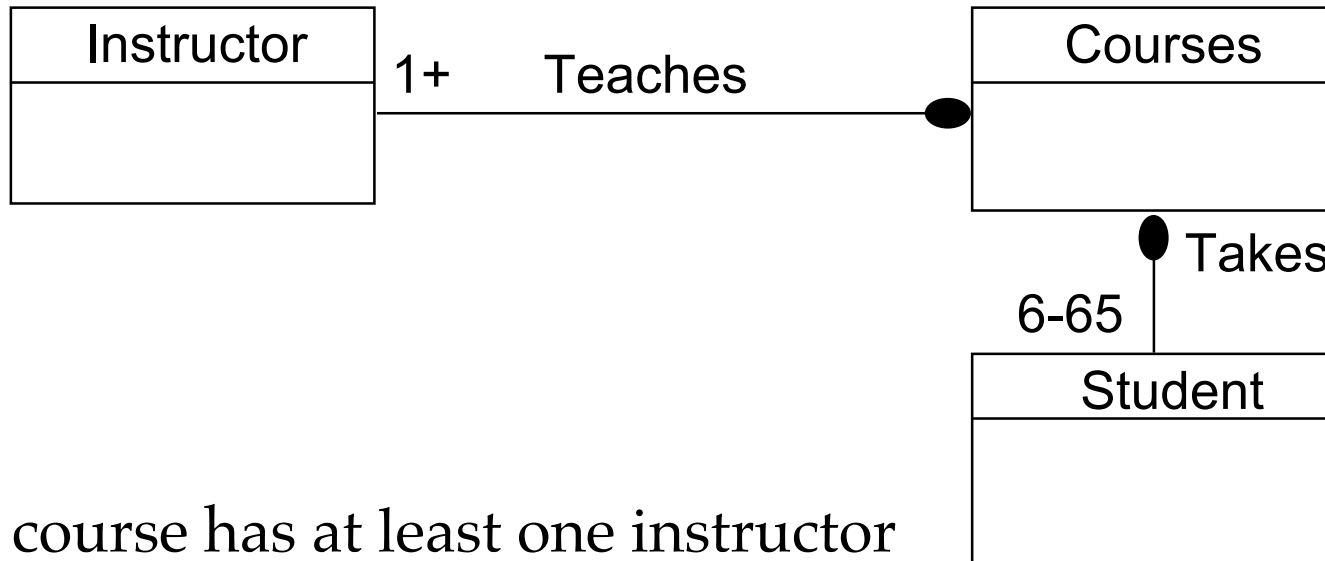 Instructor
1+ Teaches
Courses
Takes
6-65
Student
course has at least one instructor